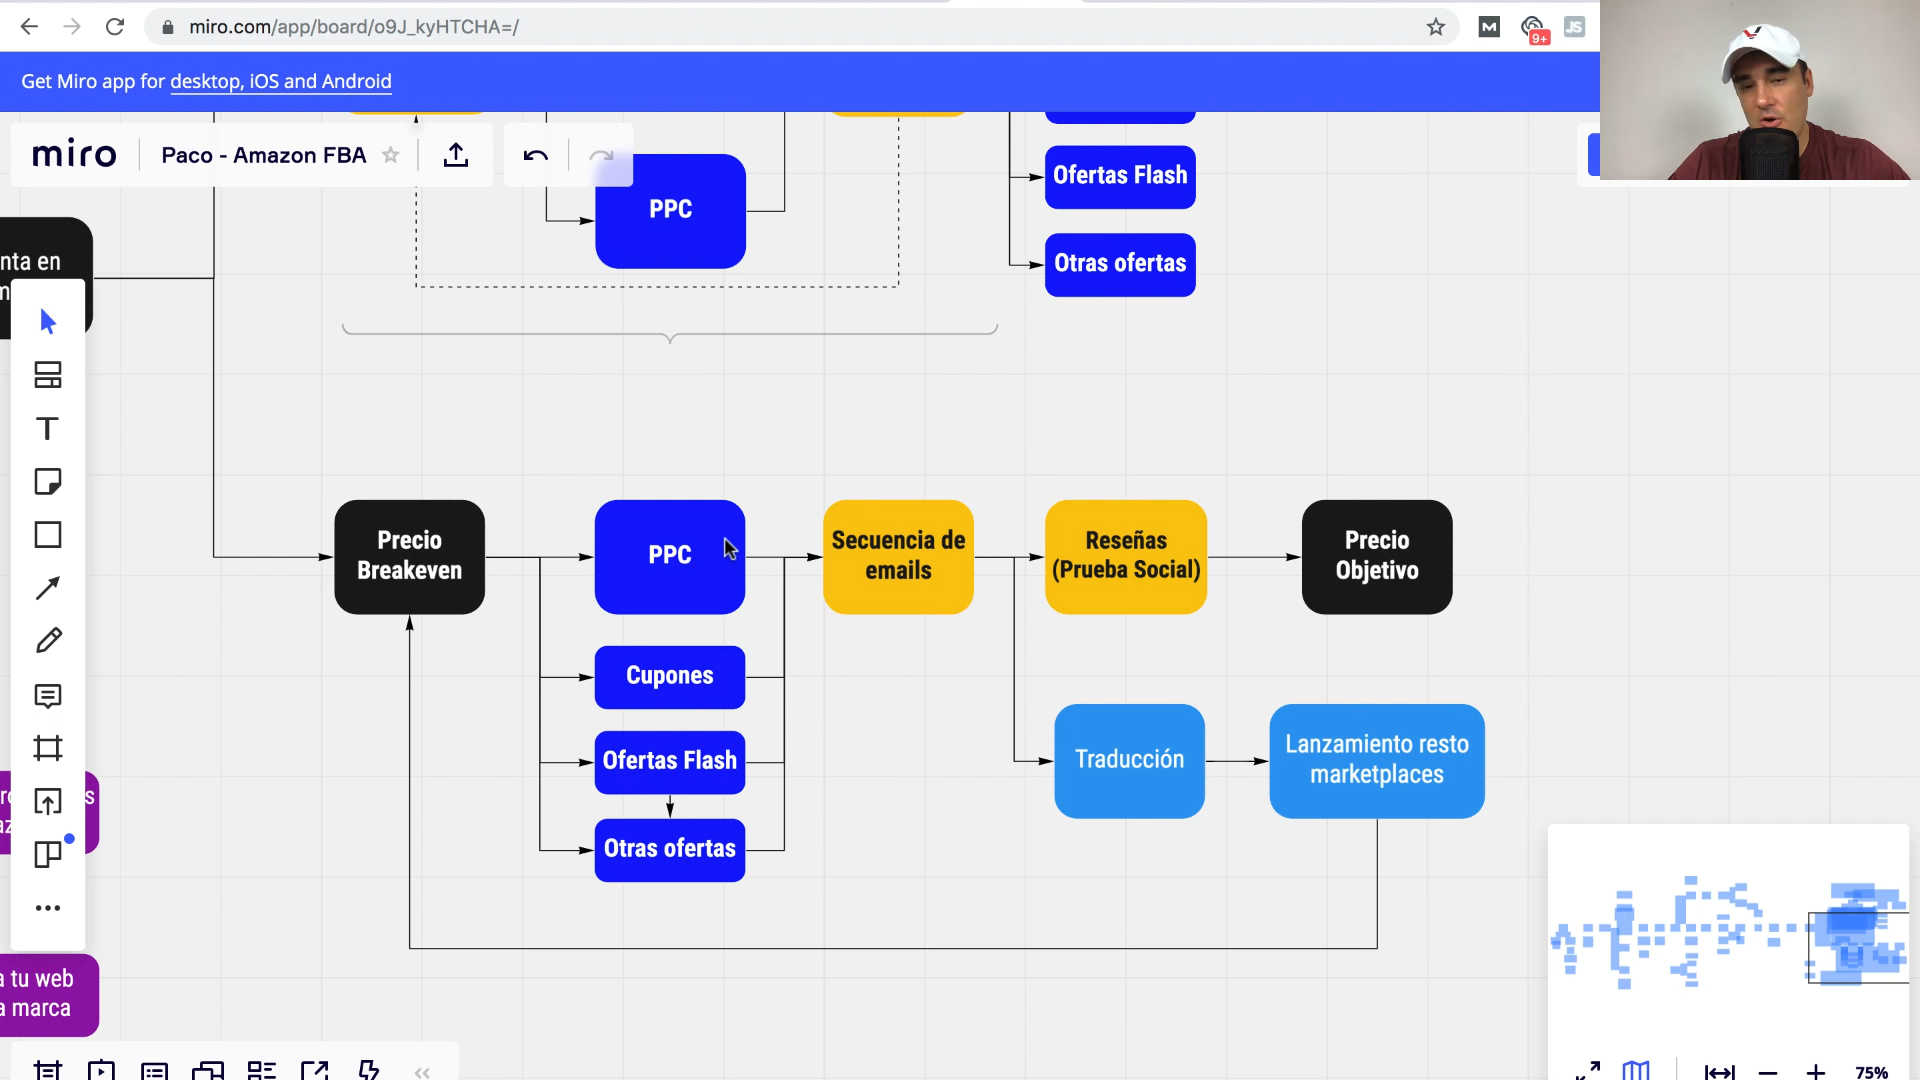 miro.com/app/board/o9J_kyHTCHA=/
9+
JS
Get Miro app for desktop, iOS and Android
miro
Paco - Amazon FBA
PPC
Ofertas Flash
Otras ofertas
nta en
Precio
Breakeven
PPC
Secuencia de
emails
Reseñas
(Prueba Social)
Precio
Objetivo
Cupones
Ofertas Flash
Otras ofertas
Traducción
Lanzamiento resto
marketplaces
a tu web
a marca
75%